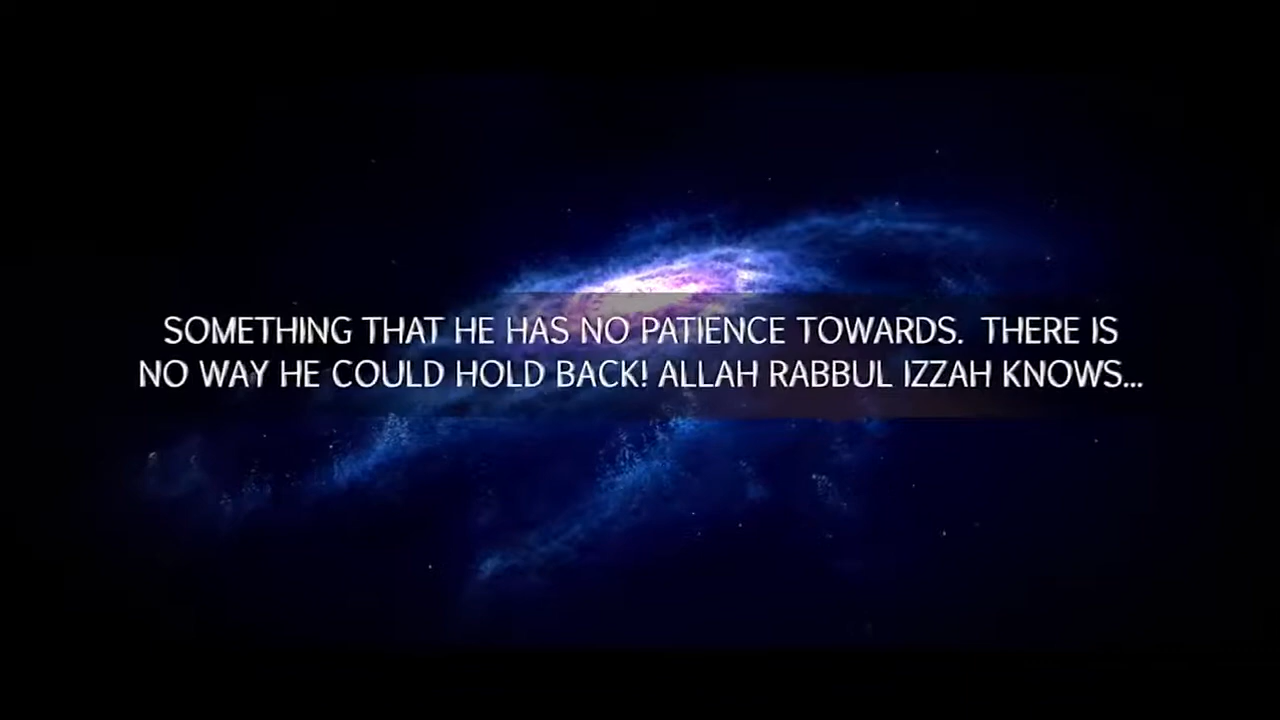 SOMETHING THAT HE HAS NO PATIENCE TOWARDS. THERE IS
NO WAY HE COULD HOLD BACK! ALLAH RABBUL IZZAH KNOWS...